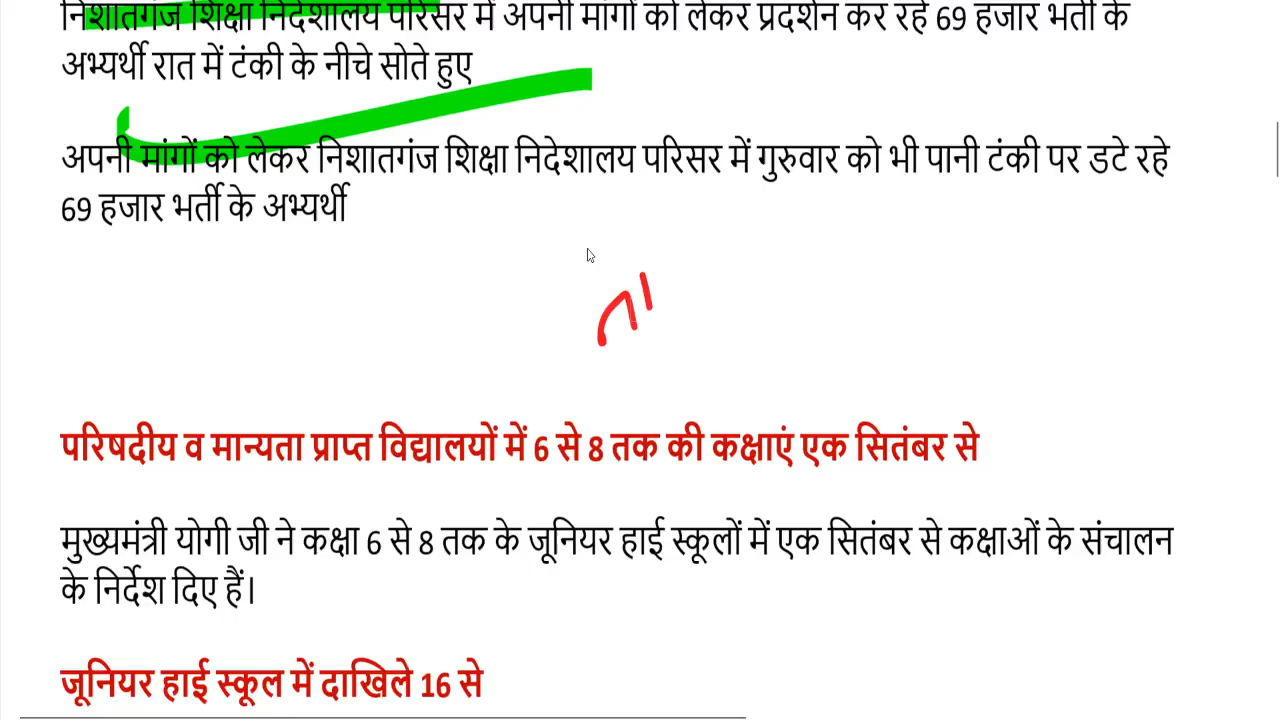 निशातगंज शिक्षा निदेशालय परिसर में अपनी मांगों को लेकर प्रदर्शन कर रहे 69 हजार भर्ती के
अभ्यर्थी रात में टंकी के नीचे सोते हुए
अपनी मांगों को लेकर निशातगंज शिक्षा निदेशालय परिसर में गुरुवार को भी पानी टंकी पर डटे रहे
69 हजार भर्ती के अभ्यर्थी
परिषदीय व मान्यता प्राप्त विद्यालयों में 6 से 8 तक की कक्षाएं एक सितंबर से
मुख्यमंत्री योगी जी ने कक्षा 6 से 8 तक के जूनियर हाई स्कूलों में एक सितंबर से कक्षाओं के संचालन
के निर्देश दिए हैं।
जूनियर हाई स्कूल में दाखिले 16 से